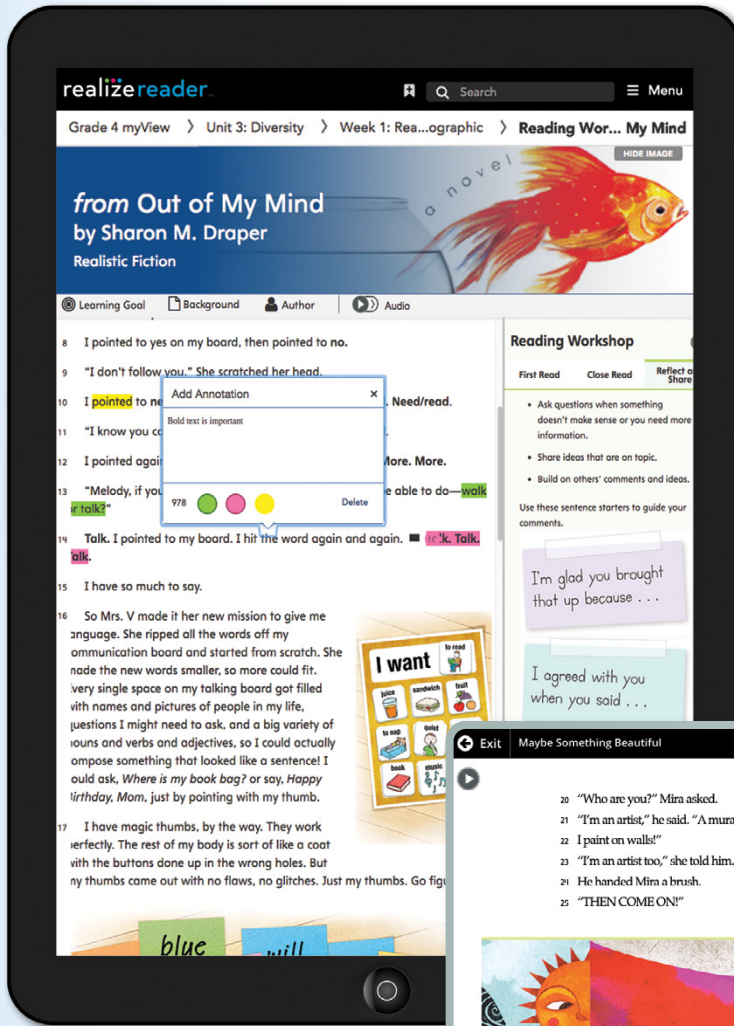 realizereader
Search
Menu
Grade 4 myView > Unit 3: Diversity > Week 1: Rea...ographic > Reading Wor... My Mind
HIDE IMAGE
a novel
from Out of My Mind
by Sharon M. Draper
Realistic Fiction
Learning Goal
Background
Author
Audio
8 I pointed to yes on my board, then pointed to no.
9 "I don't follow you." She scratched her head.
10 I pointed to ne . Need/read.
11 "I know you co
12 I pointed agai More. More.
13 "Melody, if you e able to do—walk
or talk?"
14 Talk. I pointed to my board. I hit the word again and again. k. Talk.
alk.
15 I have so much to say.
16 So Mrs. V made it her new mission to give me
anguage. She ripped all the words off my
ommunication board and started from scratch. She
made the new words smaller, so more could fit.
very single space on my talking board got filled
with names and pictures of people in my life,
uestions I might need to ask, and a big variety of
ouns and verbs and adjectives, so I could actually
ompose something that looked like a sentence! I
ould ask, Where is my book bag? or say, Happy
irthday, Mom, just by pointing with my thumb.
17 I have magic thumbs, by the way. They work
erfectly. The rest of my body is sort of like a coat
with the buttons done up in the wrong holes. But
ny thumbs came out with no flaws, no glitches. Just my thumbs. Go figu
Add Annotation ×
Bold text is important
978
Delete
I want
to read
juice
sandwich
fruit
to nap
quiet
book
music
blue
will
Reading Workshop
First Read
Close Read
Reflect a
Share
• Ask questions when something
doesn't make sense or you need more
information.
• Share ideas that are on topic.
• Build on others' comments and ideas.
Use these sentence starters to guide your
comments.
I'm glad you brought
that up because . . .
I agreed with you
when you said . . .
Exit
Maybe Something Beautiful
20 "Who are you?" Mira asked.
21 "I'm an artist," he said. "A mura
22 I paint on walls!"
23 "I'm an artist too," she told him.
24 He handed Mira a brush.
25 "THEN COME ON!"